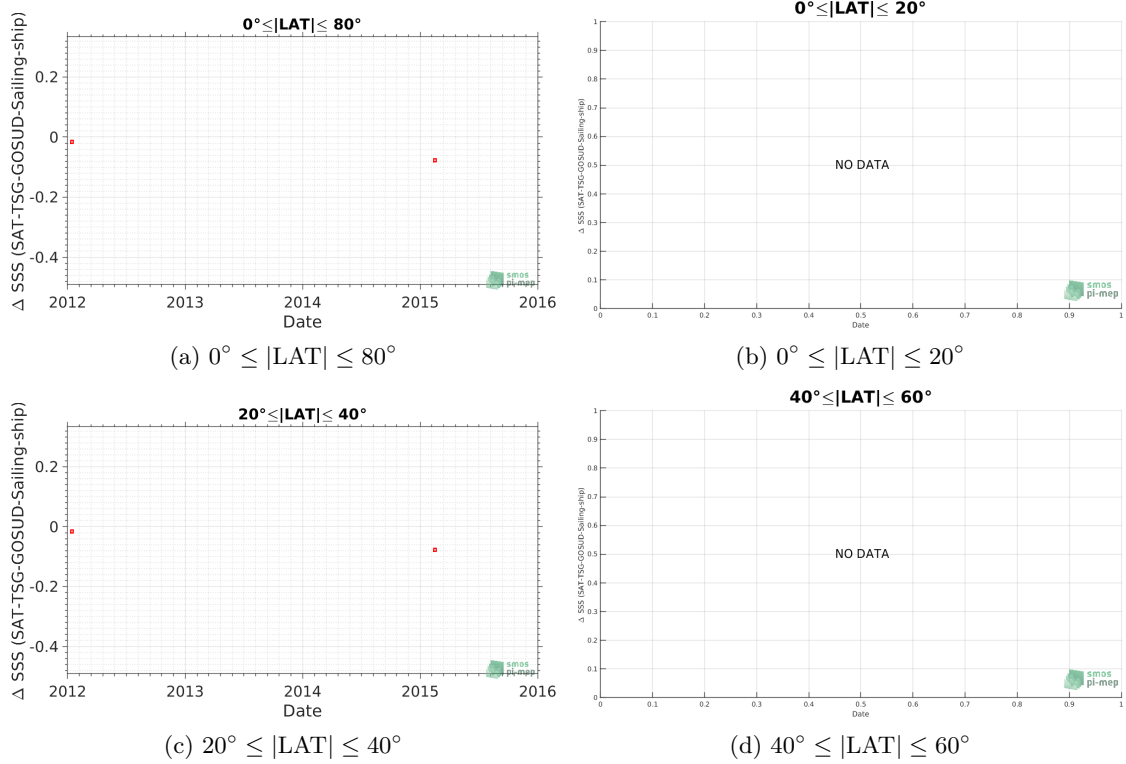 0°≤|LAT|≤ 80°
Δ SSS (SAT-TSG-GOSUD-Sailing-ship)
0.2
0
-0.2
-0.4
2012 2013 2014 2015 2016
Date
smos
pi-mep
(a) 0° ≤ |LAT| ≤ 80°
0°≤|LAT|≤ 20°
Δ SSS (SAT-TSG-GOSUD-Sailing-ship)
1
0.9
0.8
0.7
0.6
0.5
0.4
0.3
0.2
0.1
0
NO DATA
0 0.1 0.2 0.3 0.4 0.5 0.6 0.7 0.8 0.9 1
Date
smos
pi-mep
(b) 0° ≤ |LAT| ≤ 20°
20°≤|LAT|≤ 40°
Δ SSS (SAT-TSG-GOSUD-Sailing-ship)
0.2
0
-0.2
-0.4
2012 2013 2014 2015 2016
Date
smos
pi-mep
(c) 20° ≤ |LAT| ≤ 40°
40°≤|LAT|≤ 60°
Δ SSS (SAT-TSG-GOSUD-Sailing-ship)
1
0.9
0.8
0.7
0.6
0.5
0.4
0.3
0.2
0.1
0
NO DATA
0 0.1 0.2 0.3 0.4 0.5 0.6 0.7 0.8 0.9 1
Date
smos
pi-mep
(d) 40° ≤ |LAT| ≤ 60°